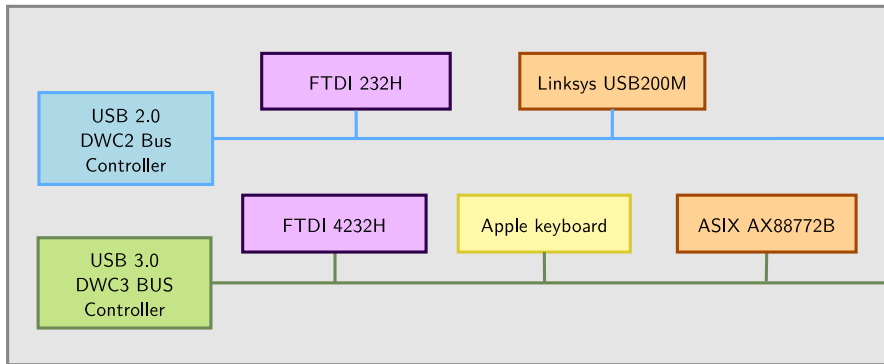 FTDI 232H
Linksys USB200M
USB 2.0
DWC2 Bus
Controller
FTDI 4232H
Apple keyboard
ASIX AX88772B
USB 3.0
DWC3 BUS
Controller